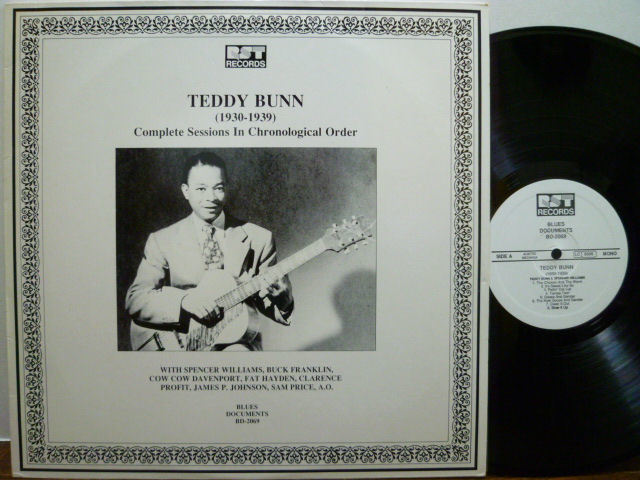 RST
RECORDS
TEDDY BUNN
(1930-1939)
Complete Sessions In Chronological Order
WITH SPENCER WILLIAMS, BUCK FRANKLIN,
COW COW DAVENPORT, FAT HAYDEN, CLARENCE
PROFIT, JAMES P. JOHNSON, SAM PRICE, A.O.
BLUES
DOCUMENTS
BD-2069
RST
RECORDS
BLUES
DOCUMENTS
BD-2069
SIDE A
MONO
TEDDY BUNN
(1930-1939)